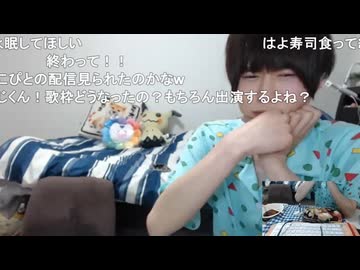 く眠してほしい
はよ寿司食ってき
終わって！！
こびとの配信見られたのかなw
じくん！歌枠どうなったの？もちろん出演するよね？